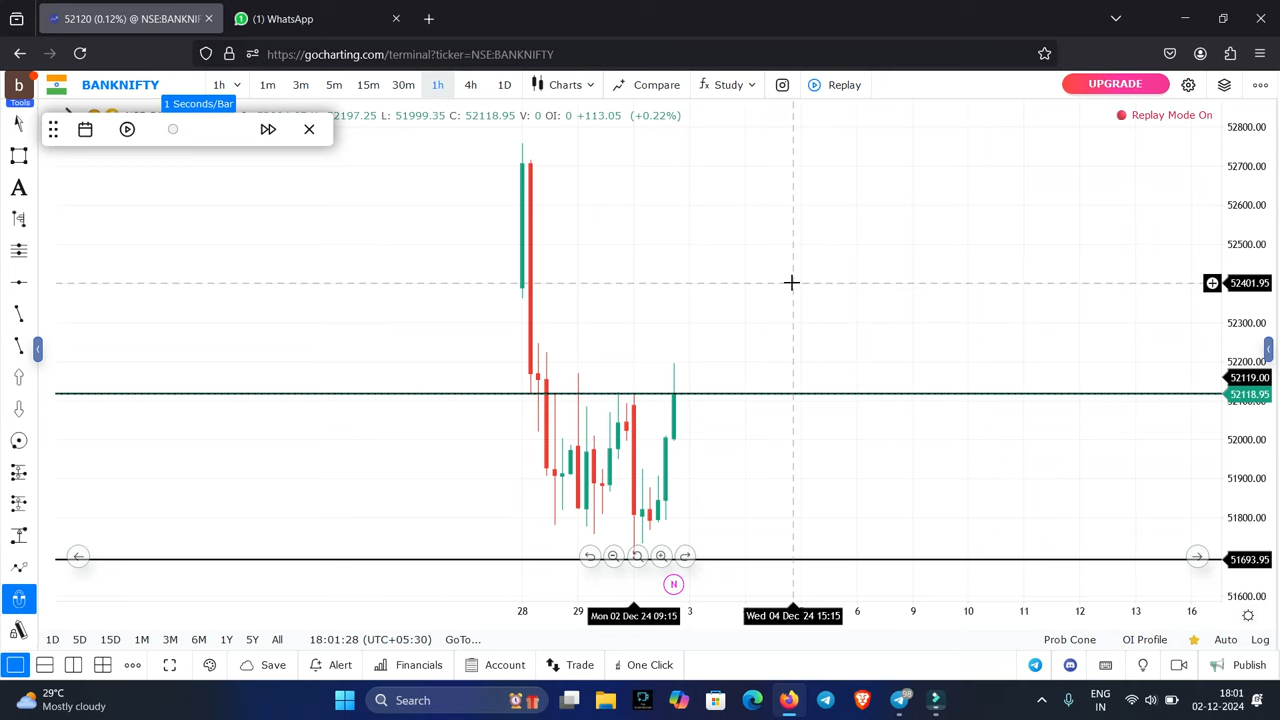 52120 (0.12%) @ NSE:BANKNIF
(1) WhatsApp
https://gocharting.com/terminal?ticker=NSE:BANKNIFTY
b
BANKNIFTY
1h
1m
3m
5m
15m
30m
1h
4h
1D
Charts
Compare
Study
Replay
UPGRADE
Tools
1 Seconds/Bar
52197.25 L: 51999.35 C: 52118.95 V: 0 OI: 0 +113.05 (+0.22%)
Replay Mode On
52800.00
52700.00
52600.00
52500.00
52401.95
52300.00
52200.00
52119.00
52118.95
52000.00
51900.00
51800.00
51693.95
51600.00
N
28
29
Mon 02 Dec 24 09:15
3
Wed 04 Dec 24 15:15
6
9
10
11
12
16
1D
5D
15D
1M
3M
6M
1Y
5Y
All
18:01:28 (UTC+05:30)
GoTo...
Prob Cone
OI Profile
Auto
Log
Save
Alert
Financials
Account
Trade
One Click
Publish
29°C
Mostly cloudy
Search
99
ENG
IN
18:01
02-12-2024